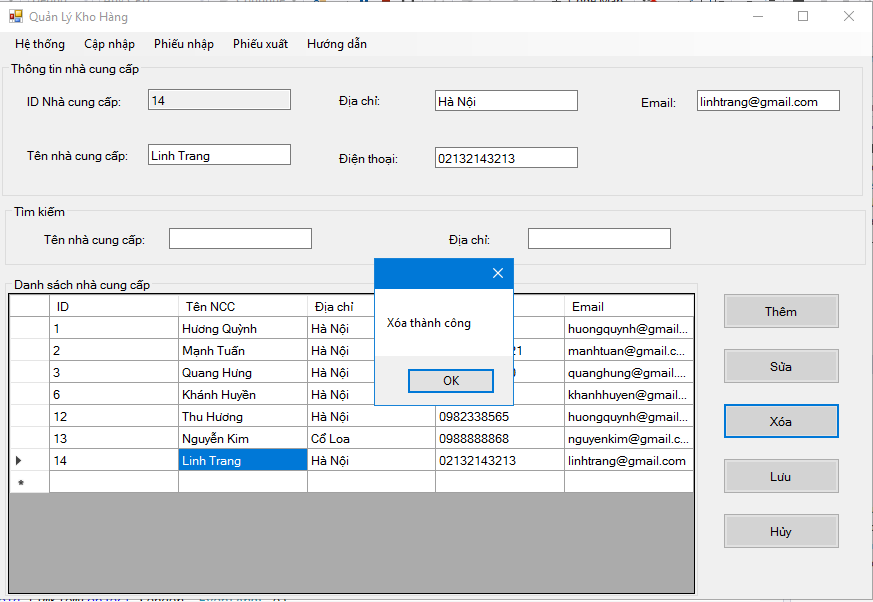 Quản Lý Kho Hàng
Hệ thống Cập nhập Phiếu nhập Phiếu xuất Hướng dẫn
Thông tin nhà cung cấp
ID Nhà cung cấp: 14 Địa chỉ: Hà Nội Email: linhtrang@gmail.com
Tên nhà cung cấp: Linh Trang Điện thoại: 02132143213
Tìm kiếm
Tên nhà cung cấp: Địa chỉ:
Danh sách nhà cung cấp
ID Tên NCC Địa chỉ Email
1 Hương Quỳnh Hà Nội huongquynh@gmail...
2 Mạnh Tuấn Hà Nội 21 manhtuan@gmail.c...
3 Quang Hưng Hà Nội quanghung@gmail....
6 Khánh Huyền Hà Nội khanhhuyen@gmail...
12 Thu Hương Hà Nội 0982338565 huongquynh@gmail...
13 Nguyễn Kim Cổ Loa 0988888868 nguyenkim@gmail.c...
14 Linh Trang Hà Nội 02132143213 linhtrang@gmail.com
Xóa thành công
OK
Thêm
Sửa
Xóa
Lưu
Hủy